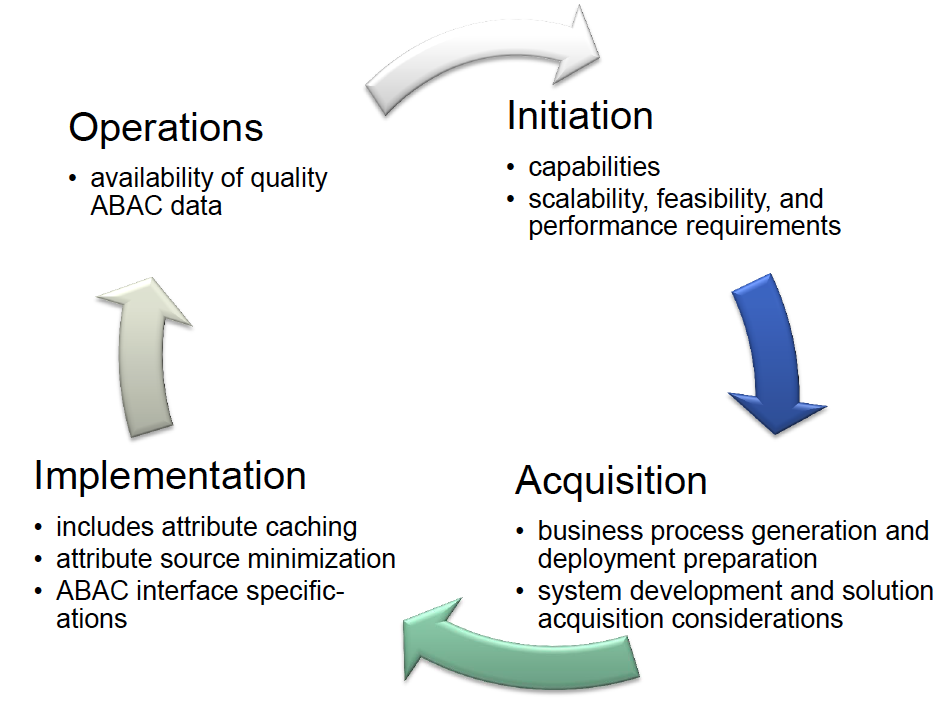 Operations
• availability of quality
ABAC data
Initiation
• capabilities
• scalability, feasibility, and
performance requirements
Implementation
• includes attribute caching
• attribute source minimization
• ABAC interface specific-
ations
Acquisition
• business process generation and
deployment preparation
• system development and solution
acquisition considerations